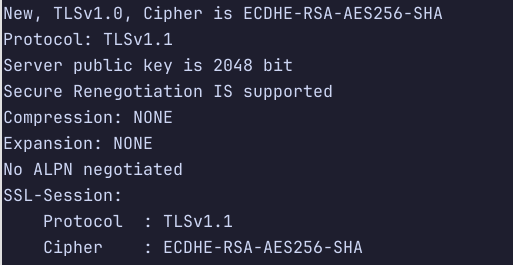 New, TLSv1.0, Cipher is ECDHE-RSA-AES256-SHA
Protocol: TLSv1.1
Server public key is 2048 bit
Secure Renegotiation IS supported
Compression: NONE
Expansion: NONE
No ALPN negotiated
SSL-Session:
    Protocol  : TLSv1.1
    Cipher    : ECDHE-RSA-AES256-SHA